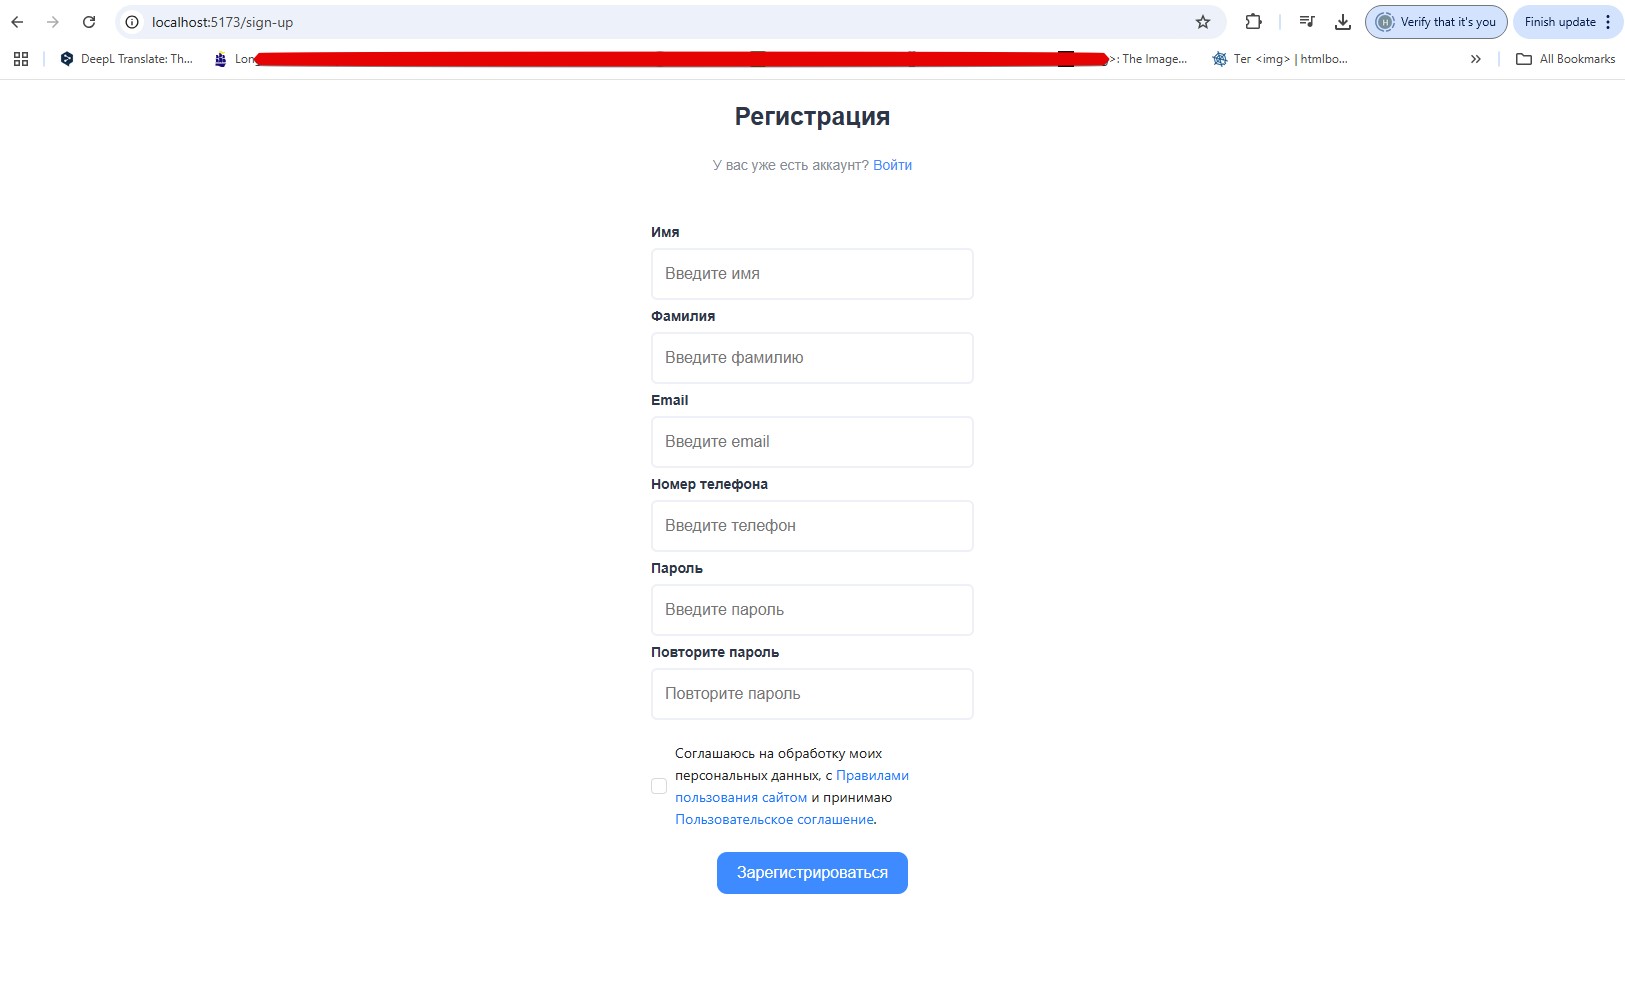 localhost:5173/sign-up
Verify that it's you
Finish update
DeepL Translate: Th...
Lon
>: The Image...
Тег <img> | htmlbo...
All Bookmarks
Регистрация
У вас уже есть аккаунт? Войти
Имя
Введите имя
Фамилия
Введите фамилию
Email
Введите email
Номер телефона
Введите телефон
Пароль
Введите пароль
Повторите пароль
Повторите пароль
Соглашаюсь на обработку моих
персональных данных, с Правилами
пользования сайтом и принимаю
Пользовательское соглашение.
Зарегистрироваться